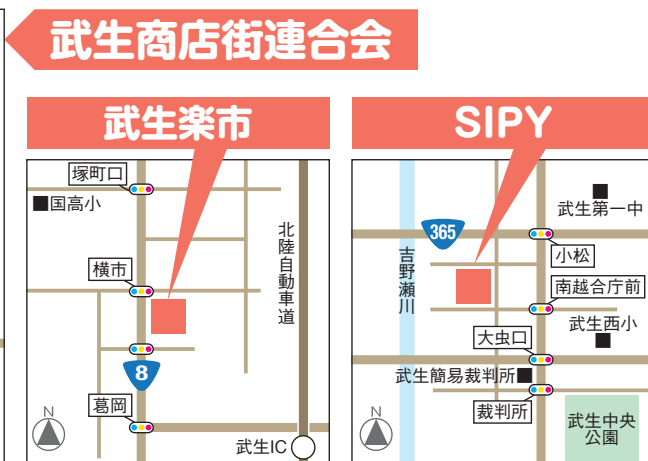 武生商店街連合会
武生楽市
塚町口
■国高小
横市
北陸自動車道
8
葛岡
N
武生IC
SIPY
武生第一中
365
小松
吉野瀬川
南越合庁前
武生西小
大虫口
武生簡易裁判所■
裁判所
N
武生中央
公園